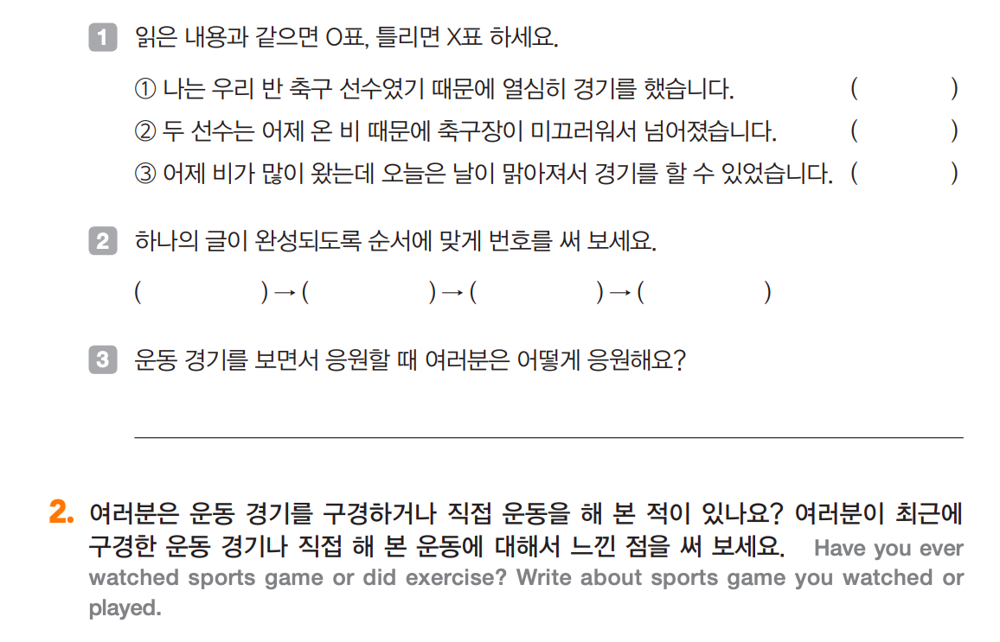 1 읽은 내용과 같으면 O표, 틀리면 X표 하세요.
① 나는 우리 반 축구 선수였기 때문에 열심히 경기를 했습니다. ( )
② 두 선수는 어제 온 비 때문에 축구장이 미끄러워서 넘어졌습니다. ( )
③ 어제 비가 많이 왔는데 오늘은 날이 맑아져서 경기를 할 수 있었습니다. ( )
2 하나의 글이 완성되도록 순서에 맞게 번호를 써 보세요.
( ) → ( ) → ( ) → ( )
3 운동 경기를 보면서 응원할 때 여러분은 어떻게 응원해요?
2. 여러분은 운동 경기를 구경하거나 직접 운동을 해 본 적이 있나요? 여러분이 최근에
구경한 운동 경기나 직접 해 본 운동에 대해서 느낀 점을 써 보세요. Have you ever
watched sports game or did exercise? Write about sports game you watched or
played.